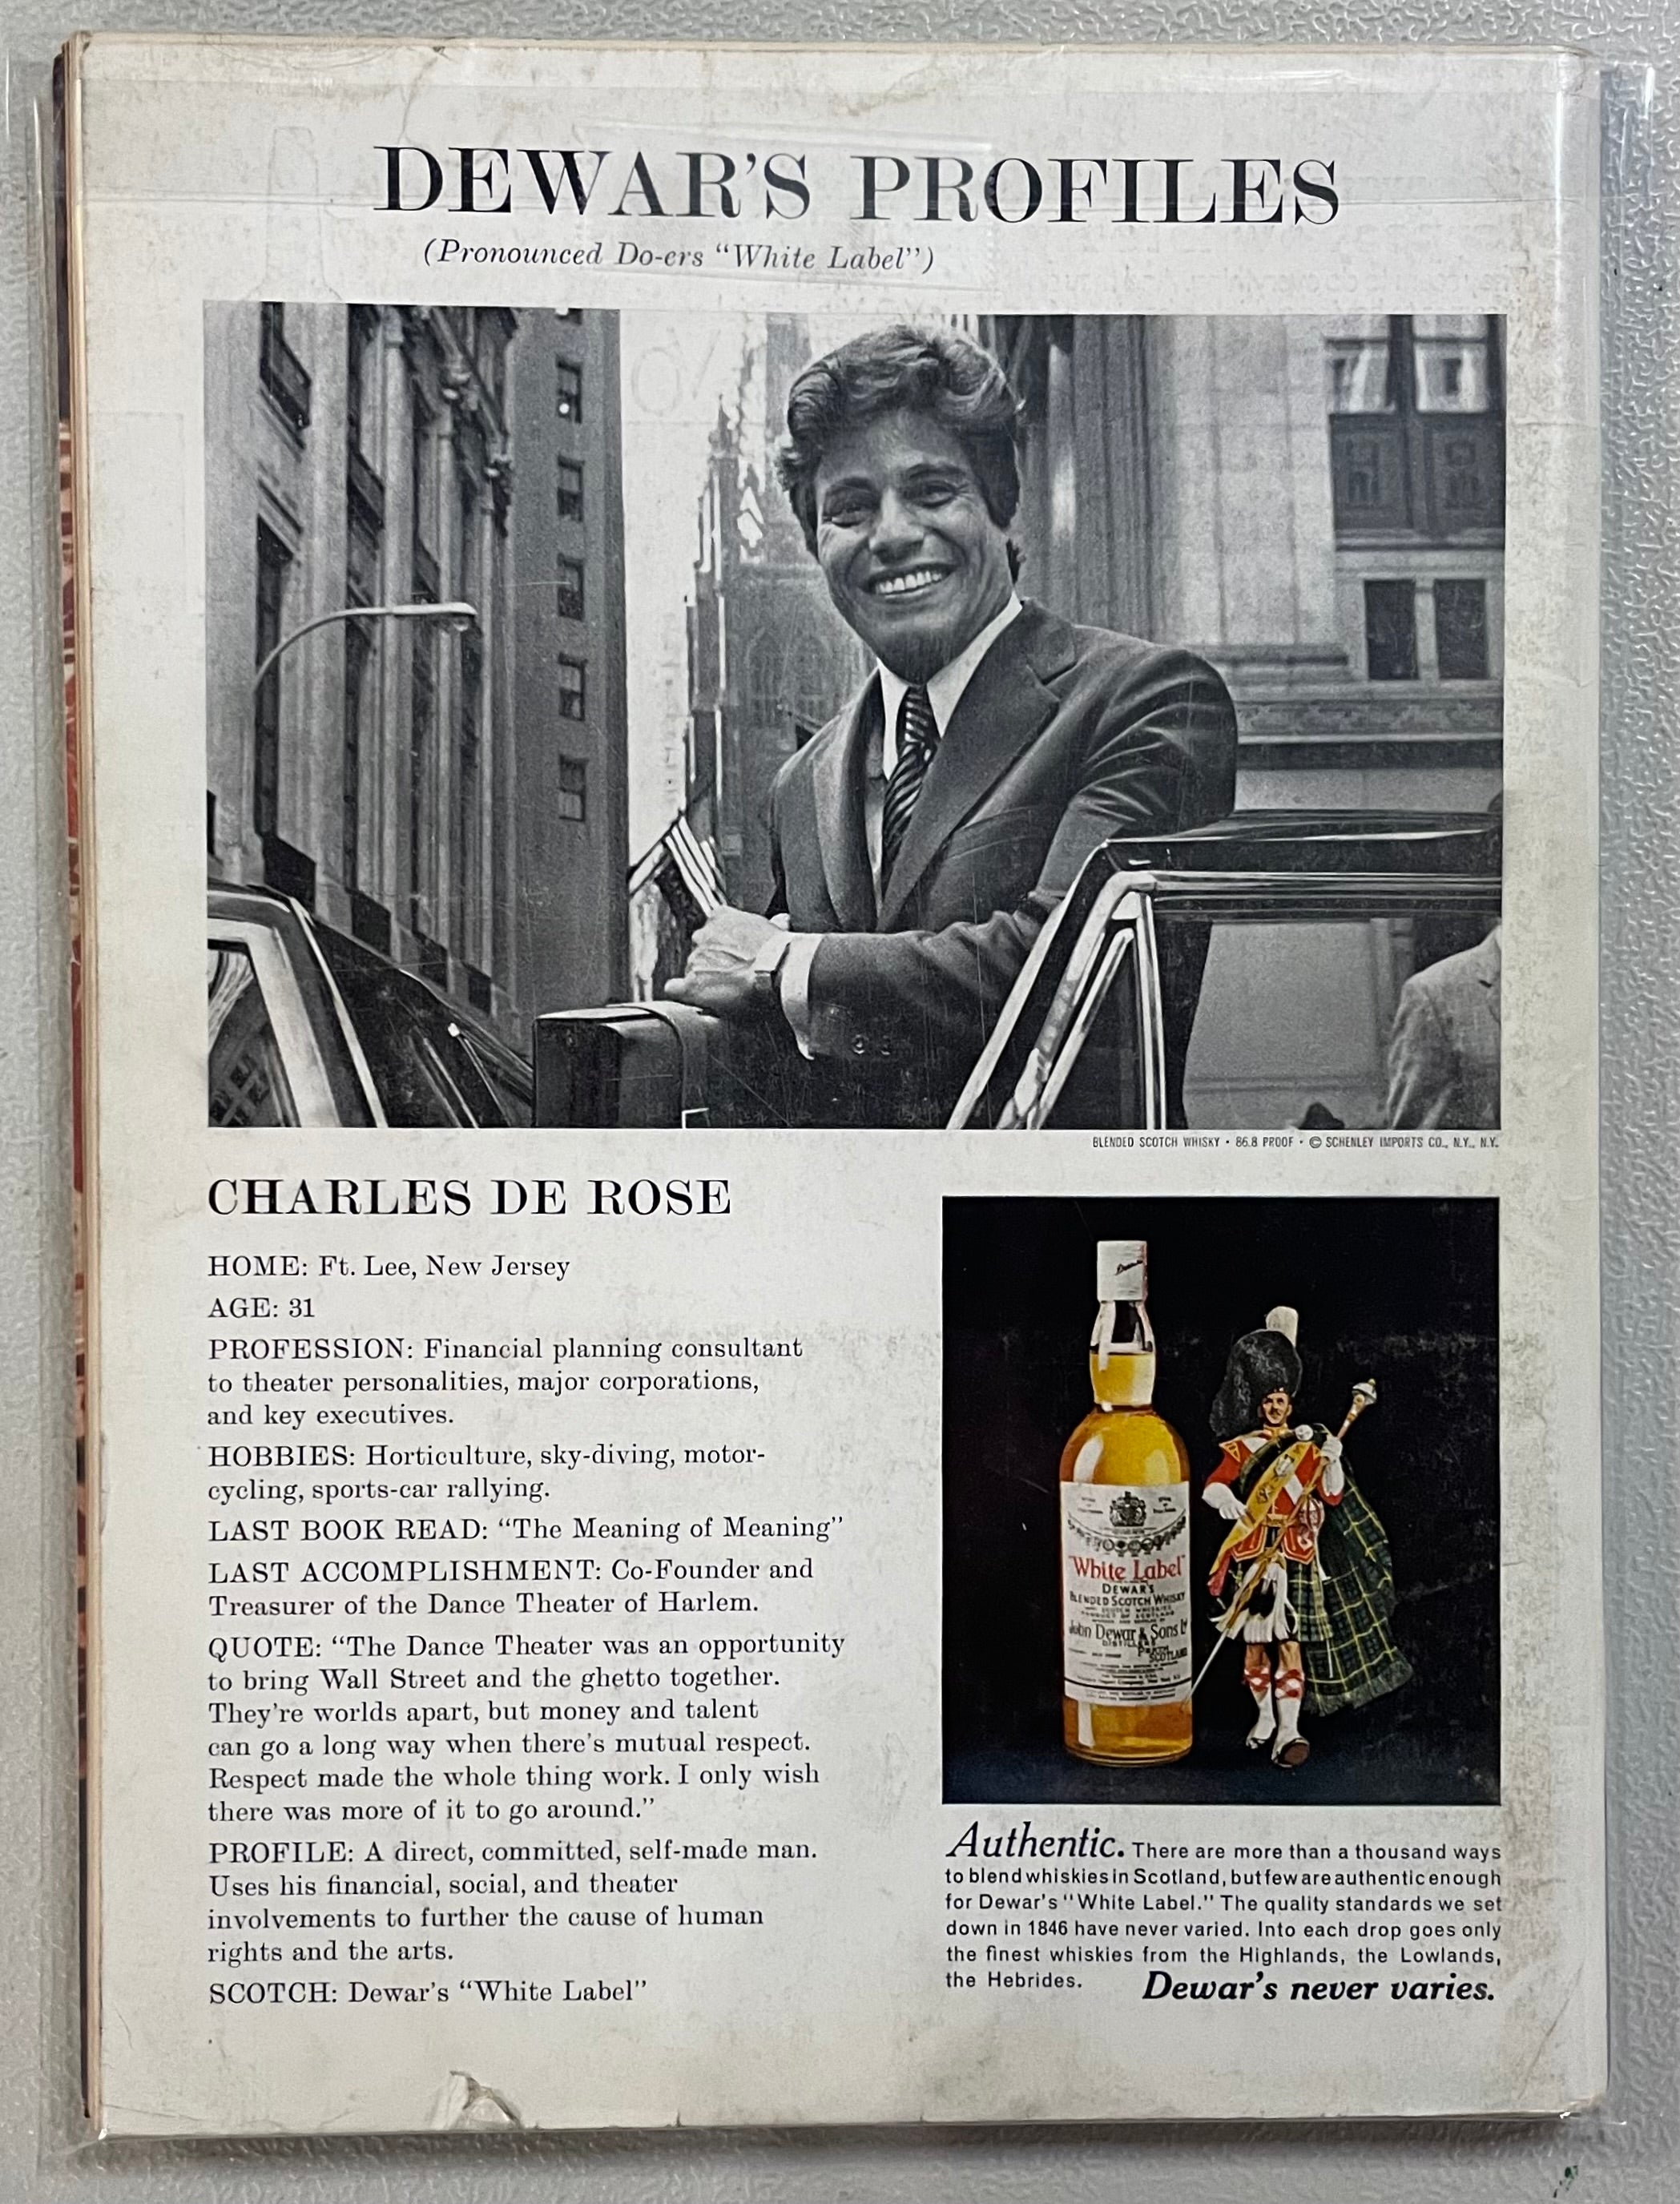 DEWAR'S PROFILES
(Pronounced Do-ers “White Label”)
BLENDED SCOTCH WHISKY • 86.8 PROOF • © SCHENLEY IMPORTS CO., N.Y., N.Y.
CHARLES DE ROSE
HOME: Ft. Lee, New Jersey
AGE: 31
PROFESSION: Financial planning consultant
to theater personalities, major corporations,
and key executives.
HOBBIES: Horticulture, sky-diving, motor-
cycling, sports-car rallying.
LAST BOOK READ: “The Meaning of Meaning”
LAST ACCOMPLISHMENT: Co-Founder and
Treasurer of the Dance Theater of Harlem.
QUOTE: “The Dance Theater was an opportunity
to bring Wall Street and the ghetto together.
They're worlds apart, but money and talent
can go a long way when there's mutual respect.
Respect made the whole thing work. I only wish
there was more of it to go around.”
PROFILE: A direct, committed, self-made man.
Uses his financial, social, and theater
involvements to further the cause of human
rights and the arts.
SCOTCH: Dewar's “White Label”
"White Label"
DEWAR'S
BLENDED SCOTCH WHISKY
PRODUCT OF SCOTLAND
John Dewar & Sons Ltd
DISTILLERS
PERTH
SCOTLAND
Authentic. There are more than a thousand ways
to blend whiskies in Scotland, but few are authentic enough
for Dewar's “White Label.” The quality standards we set
down in 1846 have never varied. Into each drop goes only
the finest whiskies from the Highlands, the Lowlands,
the Hebrides. Dewar's never varies.